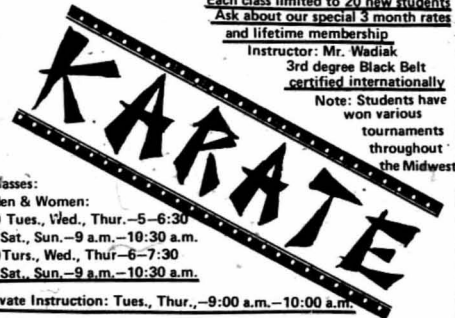 Each class limited to 20 new students
Ask about our special 3 month rates
and lifetime membership
Instructor: Mr. Wadiak
3rd degree Black Belt
certified internationally
Note: Students have
won various
tournaments
throughout
the Midwest
KARATE
asses:
en & Women:
Tues., Wed., Thur.—5—6:30
Sat., Sun.—9 a.m.—10:30 a.m.
Turs., Wed., Thur—6—7:30
Sat., Sun.—9 a.m.—10:30 a.m.
vate Instruction: Tues., Thur.,—9:00 a.m.—10:00 a.m.